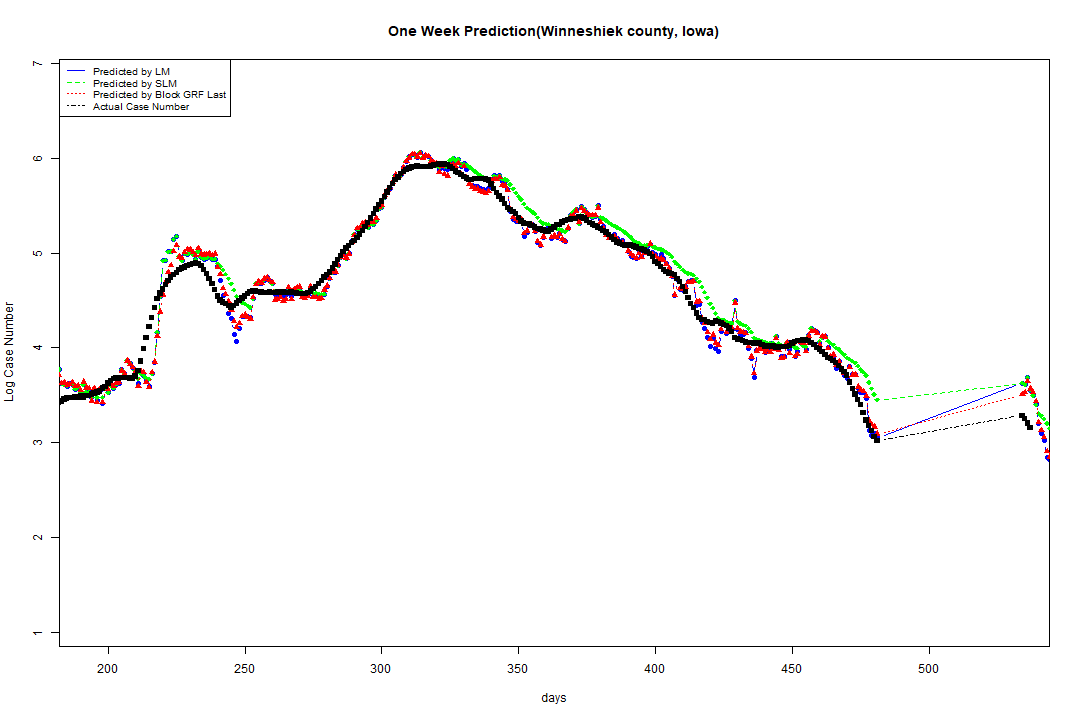 One Week Prediction(Winneshiek county, Iowa)
Predicted by LM
Predicted by SLM
Predicted by Block GRF Last
Actual Case Number
7
6
5
4
3
2
1
Log Case Number
200 250 300 350 400 450 500
days